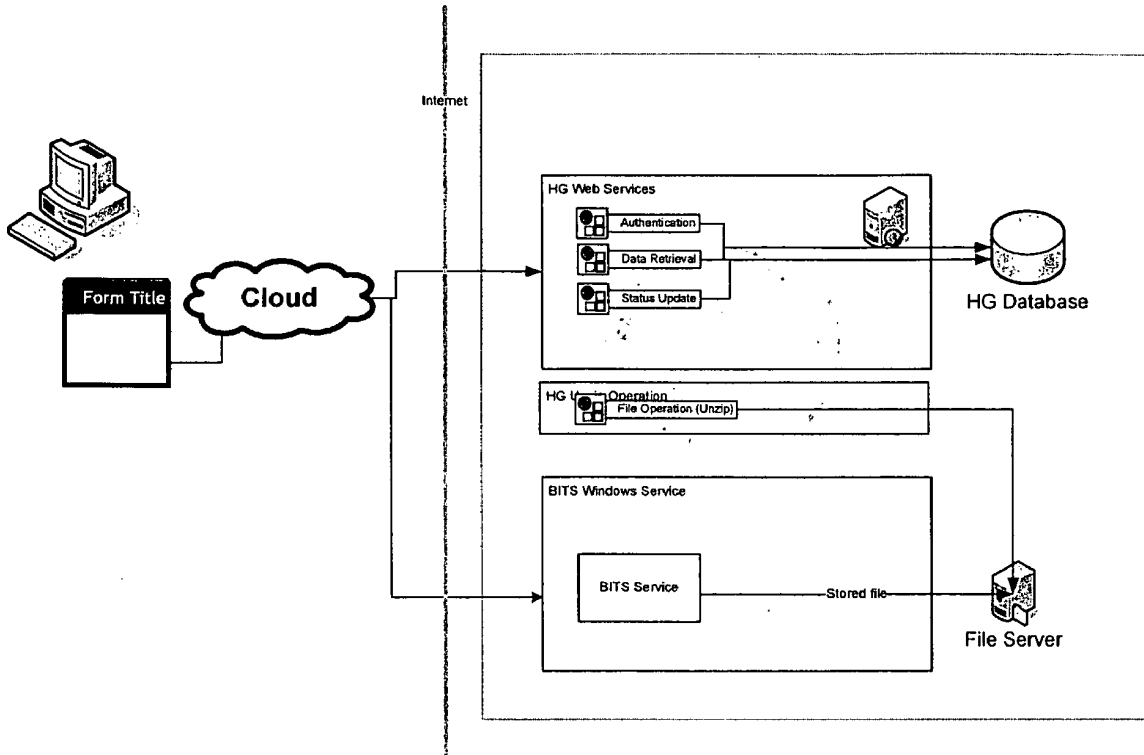 Internet
HG Web Services
Authentication
Form Title
Cloud
Data Retrieval
Status Update
HG Database
HG Operation
File Operation (Unzip)
BITS Windows Service
BITS Service
Stored file
File Server